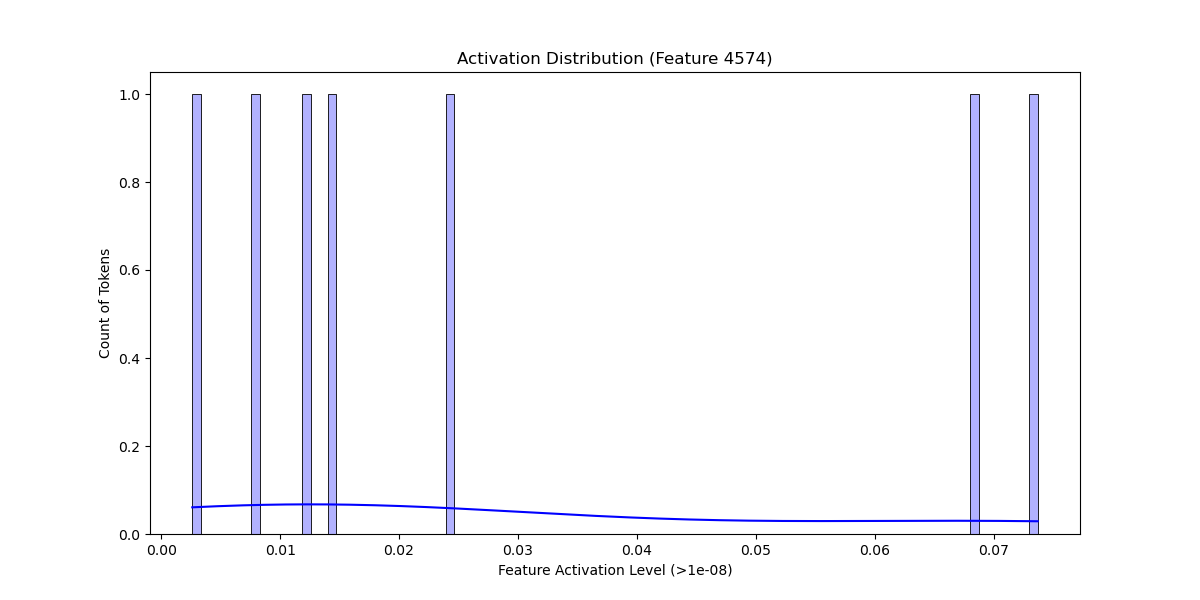 Activation Distribution (Feature 4574)
Count of Tokens
1.0
0.8
0.6
0.4
0.2
0.0
0.00 0.01 0.02 0.03 0.04 0.05 0.06 0.07
Feature Activation Level (>1e-08)